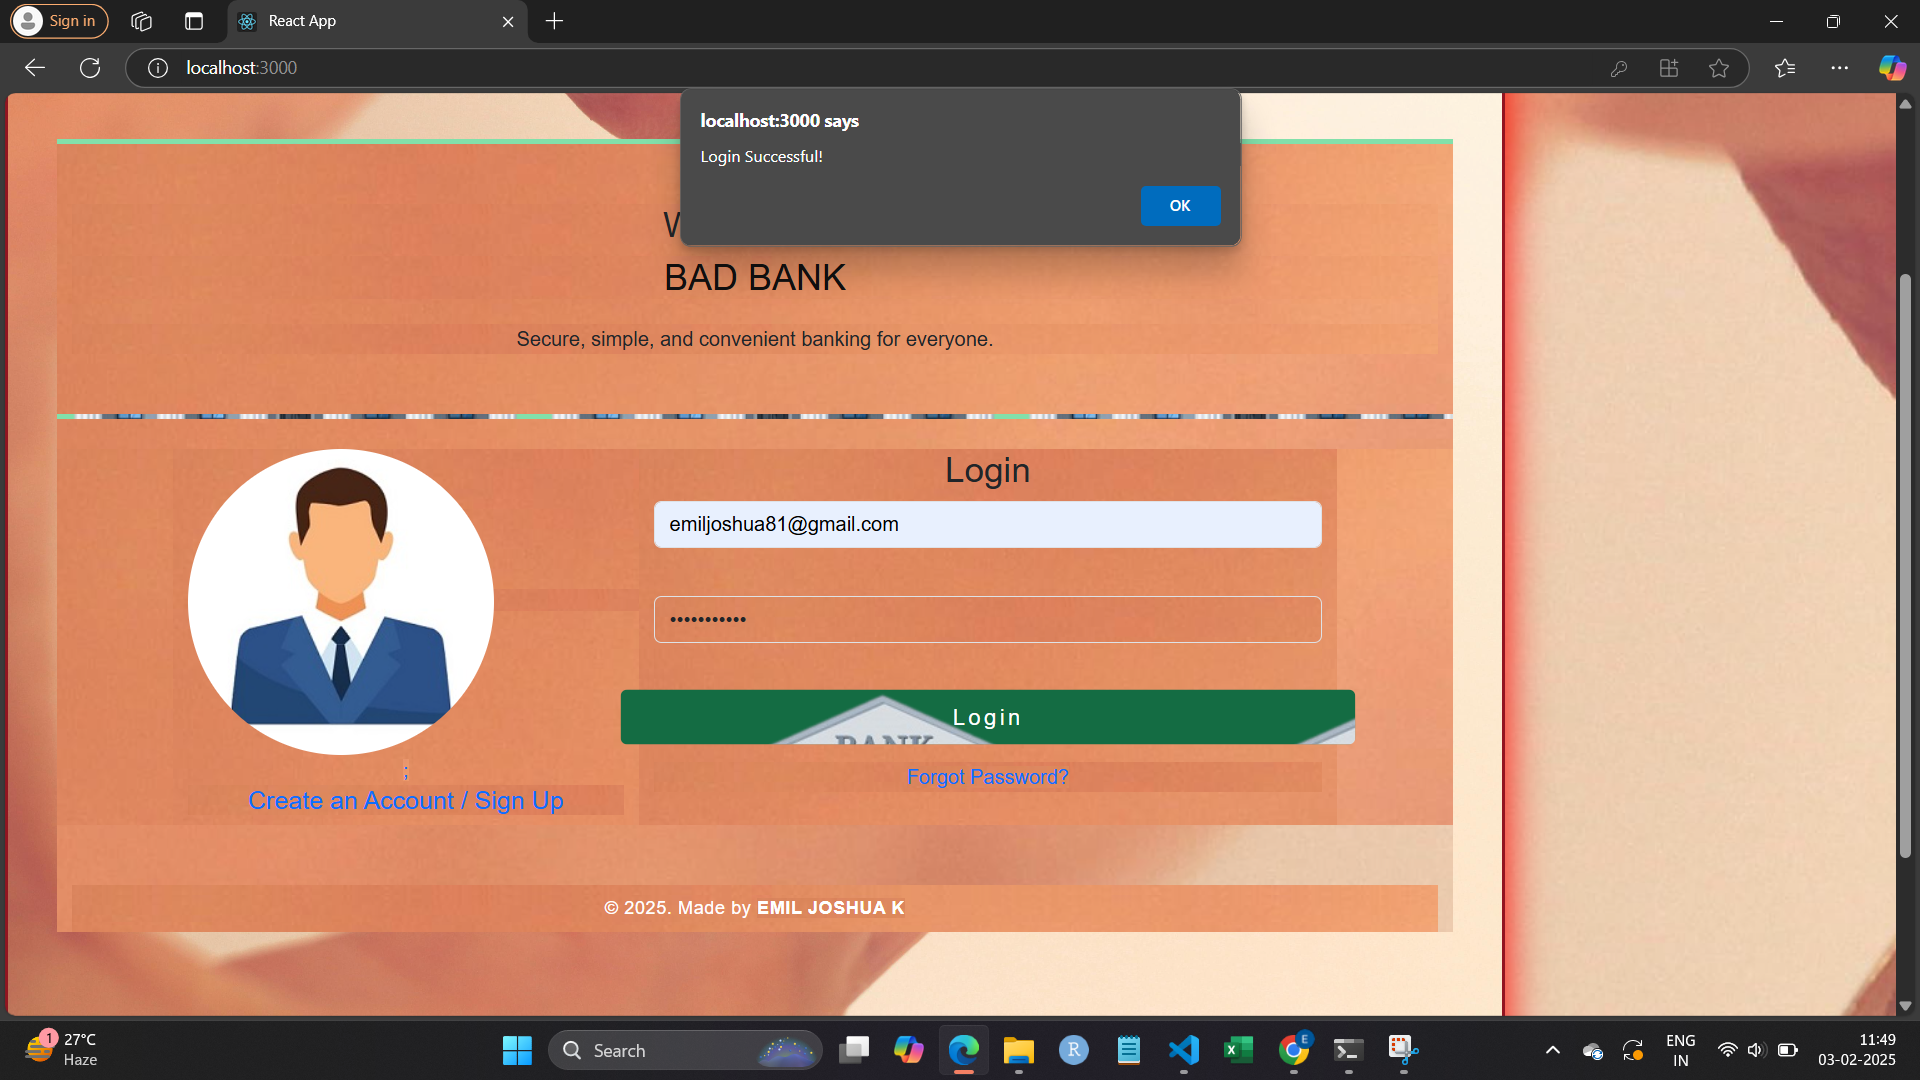 Sign in
React App
localhost:3000
localhost:3000 says
Login Successful!
OK
BAD BANK
Secure, simple, and convenient banking for everyone.
Login
emiljoshua81@gmail.com
•••••••••••
Login
BANK
Forgot Password?
;
Create an Account / Sign Up
© 2025. Made by EMIL JOSHUA K
1
27°C
Haze
Search
R
E
ENG
IN
11:49
03-02-2025